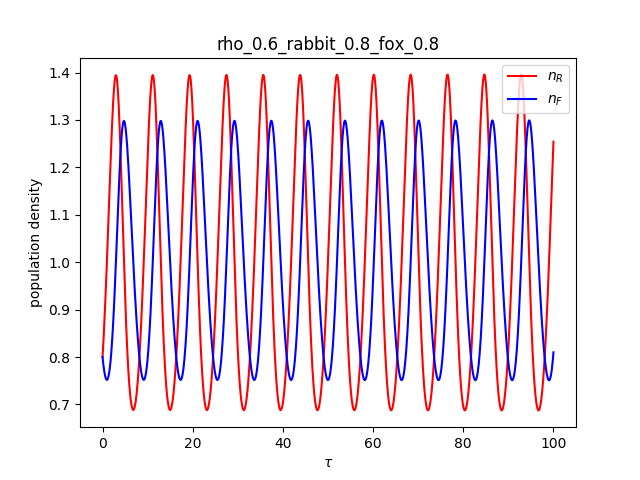 rho_0.6_rabbit_0.8_fox_0.8
1.4
1.3
1.2
1.1
1.0
0.9
0.8
0.7
population density
n_R
n_F
0 20 40 60 80 100
τ